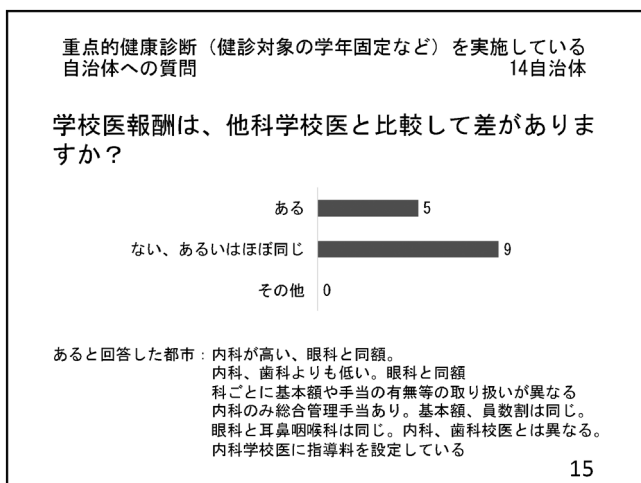 重点的健康診断（健診対象の学年固定など）を実施している
自治体への質問　14自治体
学校医報酬は、他科学校医と比較して差がありま
すか？
ある 5
ない、あるいはほぼ同じ 9
その他 0
あると回答した都市：内科が高い、眼科と同額。
内科、歯科よりも低い。眼科と同額
科ごとに基本額や手当の有無等の取り扱いが異なる
内科のみ総合管理手当あり。基本額、員数割は同じ。
眼科と耳鼻咽喉科は同じ。内科、歯科校医とは異なる。
内科学校医に指導料を設定している
15